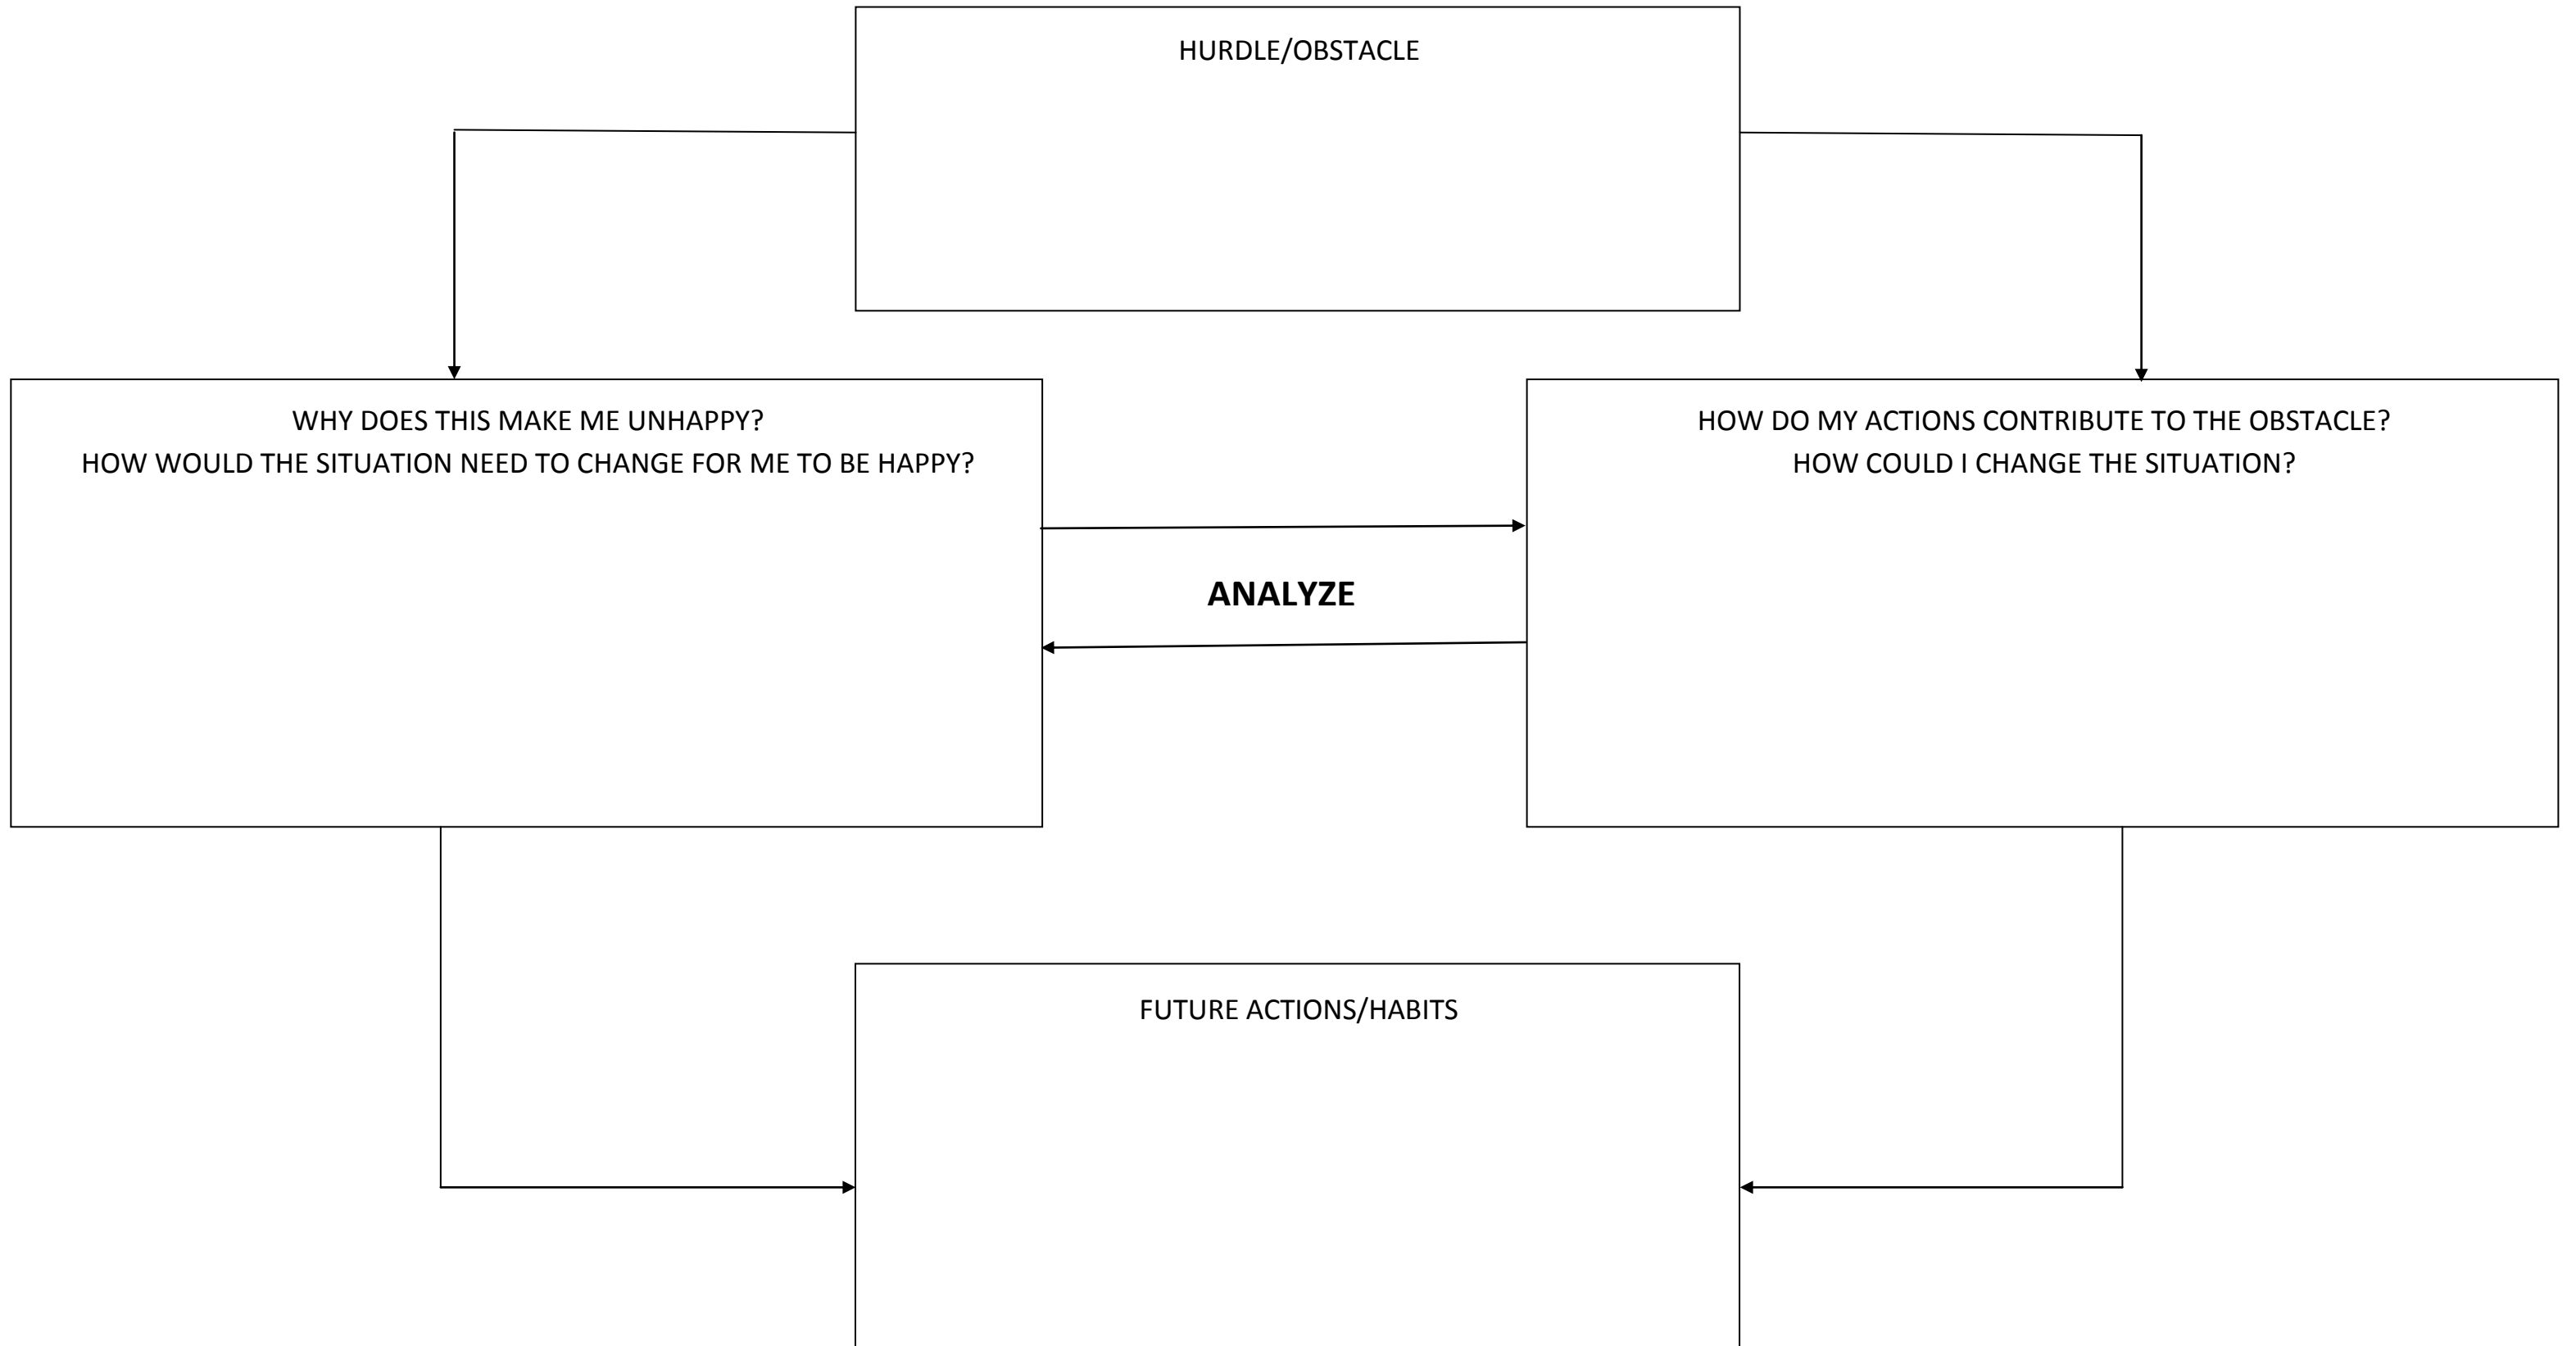 HURDLE/OBSTACLE
WHY DOES THIS MAKE ME UNHAPPY?
HOW WOULD THE SITUATION NEED TO CHANGE FOR ME TO BE HAPPY?
HOW DO MY ACTIONS CONTRIBUTE TO THE OBSTACLE?
HOW COULD I CHANGE THE SITUATION?
ANALYZE
FUTURE ACTIONS/HABITS